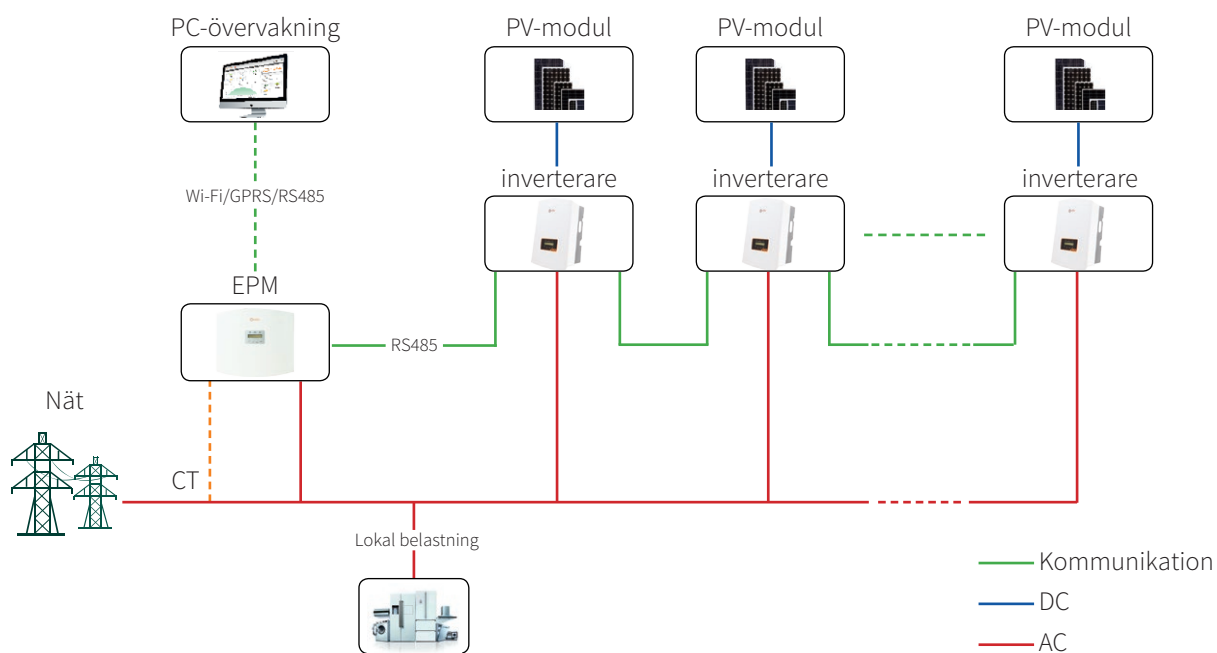 PC-övervakning
PV-modul
PV-modul
PV-modul
Wi-Fi/GPRS/RS485
inverterare
inverterare
inverterare
EPM
RS485
Nät
CT
Lokal belastning
Kommunikation
DC
AC